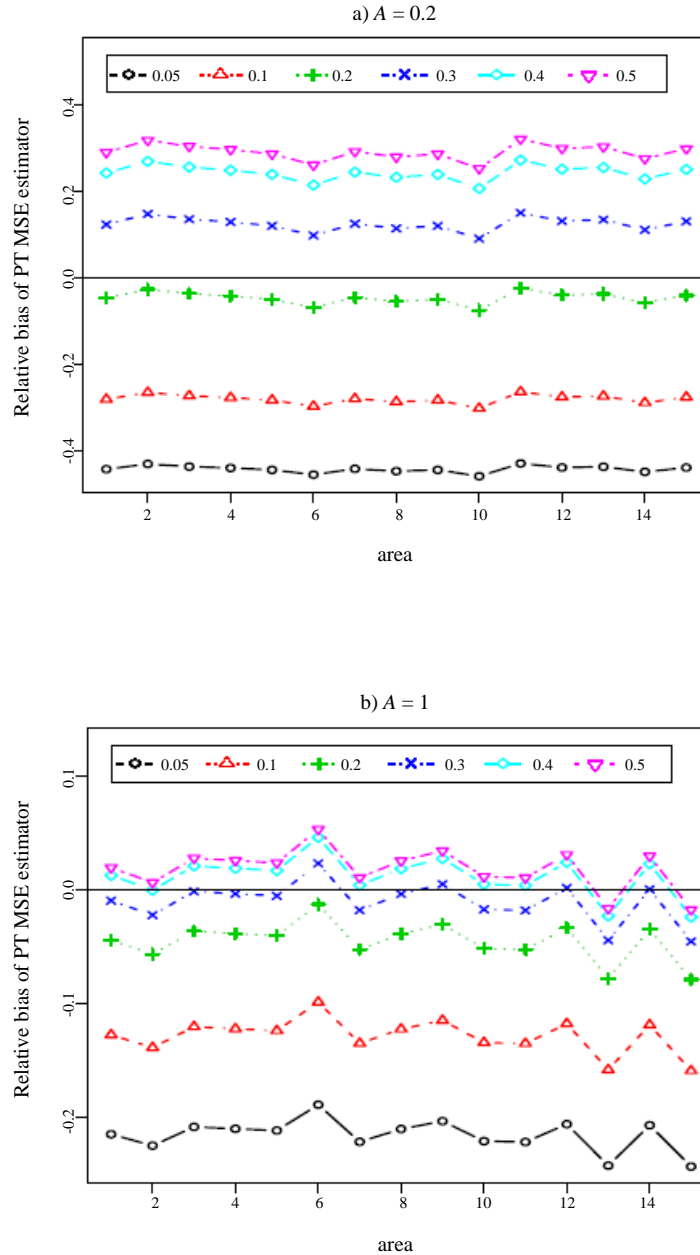 a) A = 0.2
0.05 0.1 0.2 0.3 0.4 0.5
Relative bias of PT MSE estimator
0.4
0.2
0.0
-0.2
-0.4
2 4 6 8 10 12 14
area
b) A = 1
0.05 0.1 0.2 0.3 0.4 0.5
Relative bias of PT MSE estimator
0.1
0.0
-0.1
-0.2
2 4 6 8 10 12 14
area